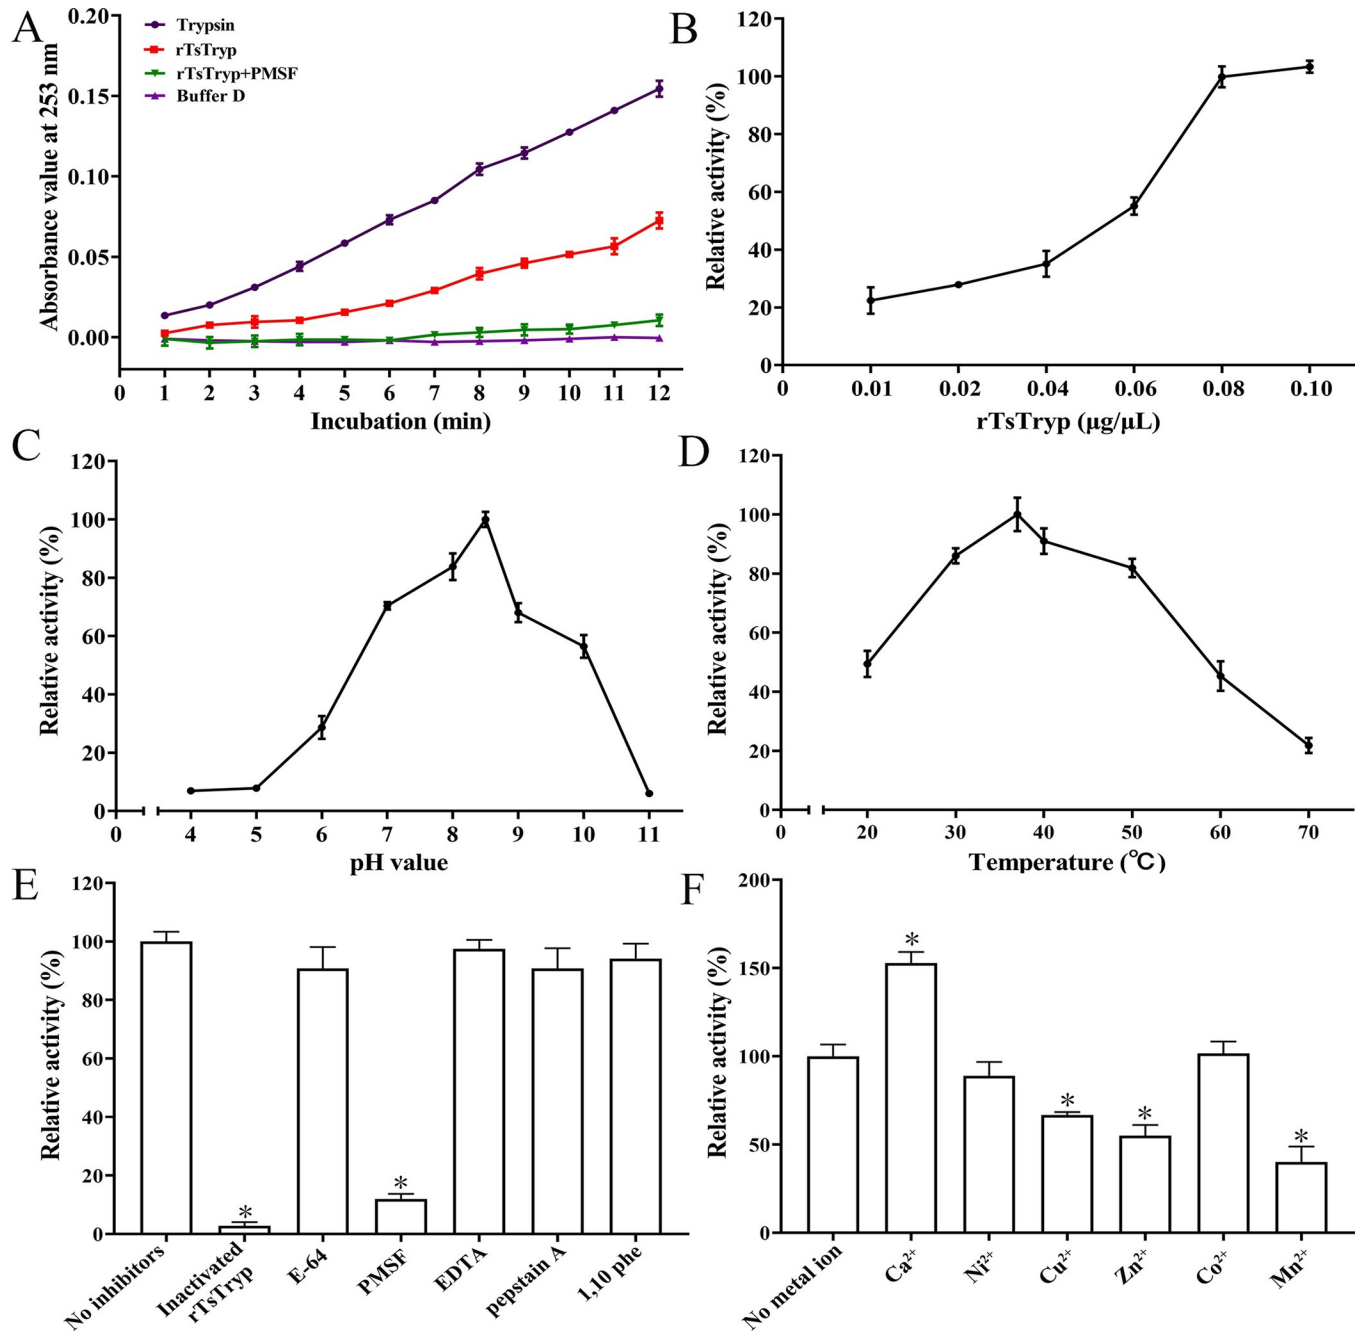 A
Absorbance value at 253 nm
0.20
0.15
0.10
0.05
0.00
Trypsin
rTsTryp
rTsTryp+PMSF
Buffer D
0 1 2 3 4 5 6 7 8 9 10 11 12
Incubation (min)
B
Relative activity (%)
120
100
80
60
40
20
0
0 0.01 0.02 0.04 0.06 0.08 0.10
rTsTryp (μg/μL)
C
Relative activity (%)
120
100
80
60
40
20
0
0 4 5 6 7 8 9 10 11
pH value
D
Relative activity (%)
120
100
80
60
40
20
0
0 20 30 40 50 60 70
Temperature (℃)
E
Relative activity (%)
120
100
80
60
40
20
0
* *
No inhibitors
Inactivated
rTsTryp
E-64
PMSF
EDTA
pepstain A
1,10 phe
F
Relative activity (%)
200
150
100
50
0
* * * *
No metal ion
Ca²⁺
Ni²⁺
Cu²⁺
Zn²⁺
Co²⁺
Mn²⁺